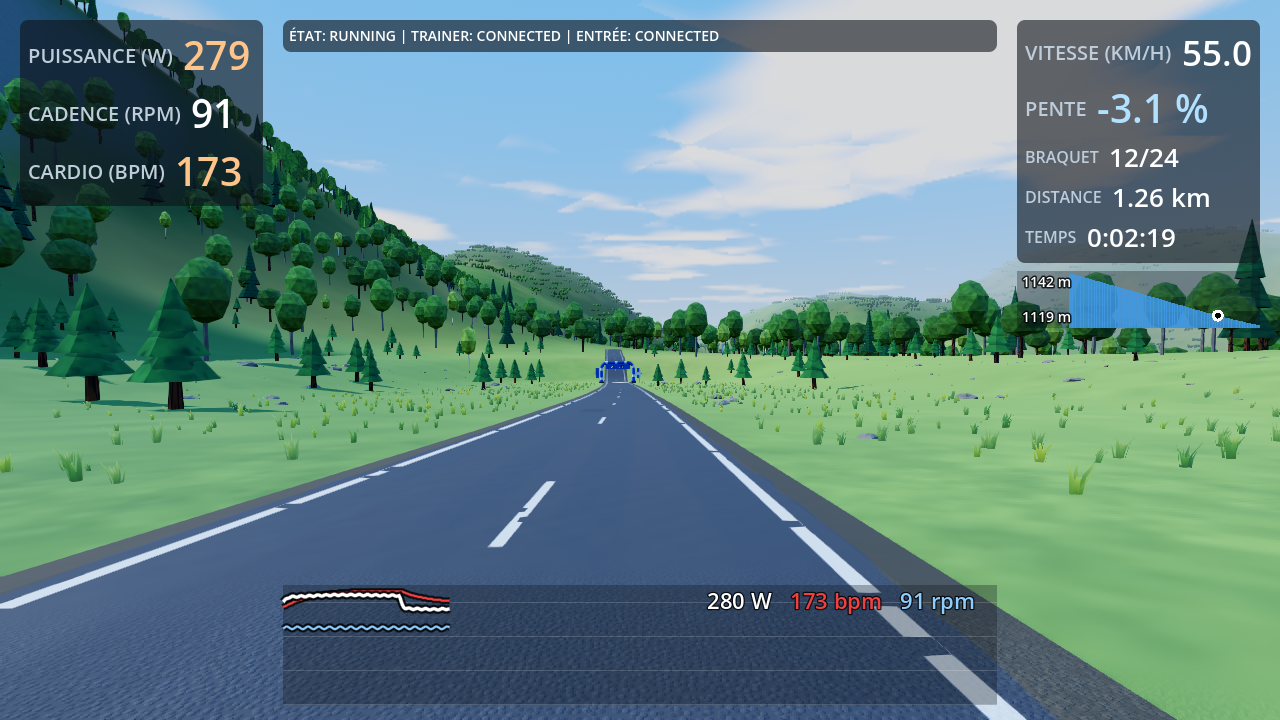 PUISSANCE (W) 279
CADENCE (RPM) 91
CARDIO (BPM) 173
ÉTAT: RUNNING | TRAINER: CONNECTED | ENTRÉE: CONNECTED
VITESSE (KM/H) 55.0
PENTE -3.1 %
BRAQUET 12/24
DISTANCE 1.26 km
TEMPS 0:02:19
1142 m
1119 m
280 W 173 bpm 91 rpm